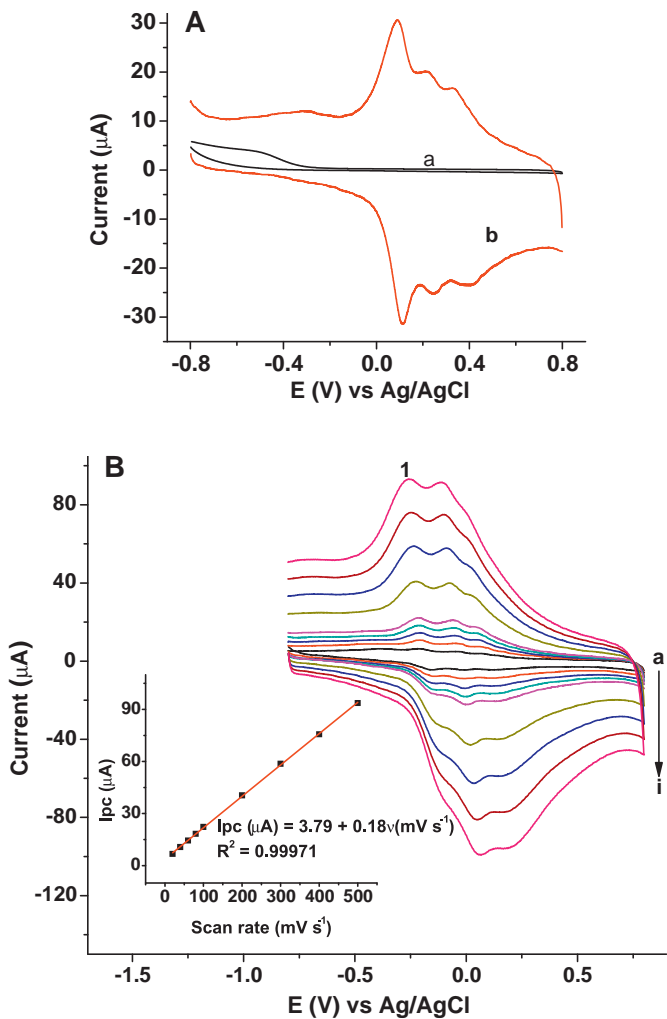 A
30
20
10
0
-10
-20
-30
Current (μA)
a
b
-0.8 -0.4 0.0 0.4 0.8
E (V) vs Ag/AgCl
B
1
80
40
0
-40
-80
-120
Current (μA)
a
i
90
60
30
0
Ipc (μA)
Ipc (μA) = 3.79 + 0.18ν(mV s⁻¹)
R² = 0.99971
0 100 200 300 400 500
Scan rate (mV s⁻¹)
-1.5 -1.0 -0.5 0.0 0.5
E (V) vs Ag/AgCl